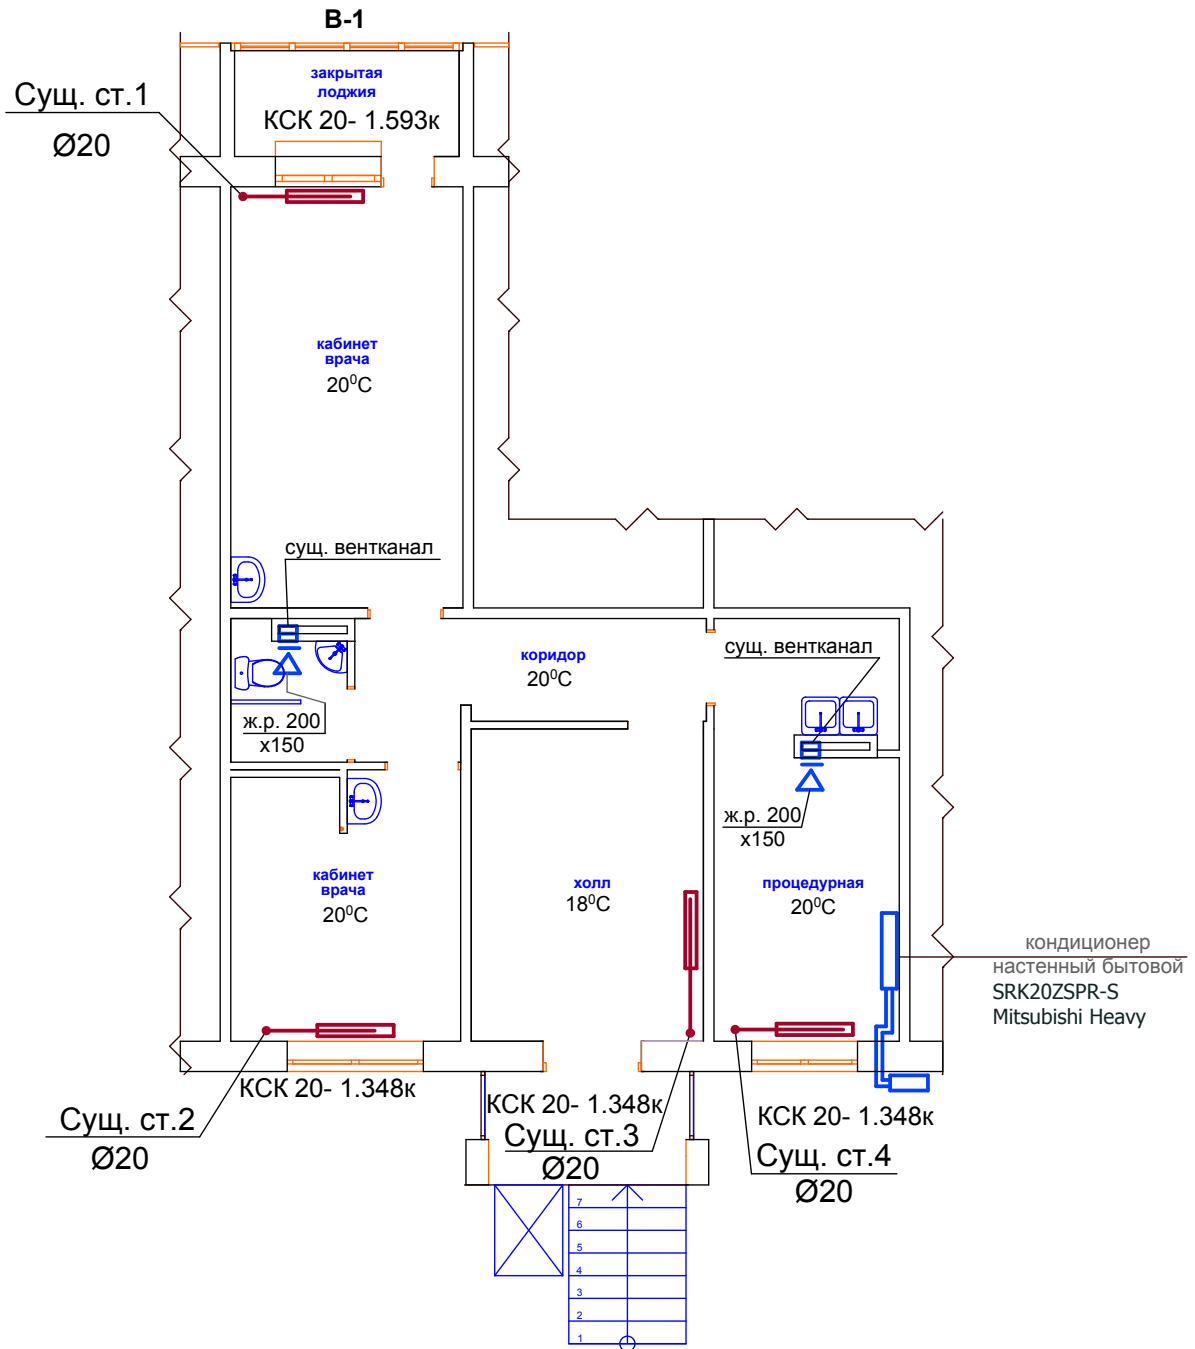 В-1
закрытая
лоджия
КСК 20- 1.593к
Сущ. ст.1
Ø20
кабинет
врача
20⁰С
сущ. вентканал
коридор
20⁰С
сущ. вентканал
ж.р. 200
х150
ж.р. 200
х150
кабинет
врача
20⁰С
холл
18⁰С
процедурная
20⁰С
кондиционер
настенный бытовой
SRK20ZSPR-S
Mitsubishi Heavy
КСК 20- 1.348к
Сущ. ст.2
Ø20
КСК 20- 1.348к
Сущ. ст.3
Ø20
КСК 20- 1.348к
Сущ. ст.4
Ø20
7
6
5
4
3
2
1